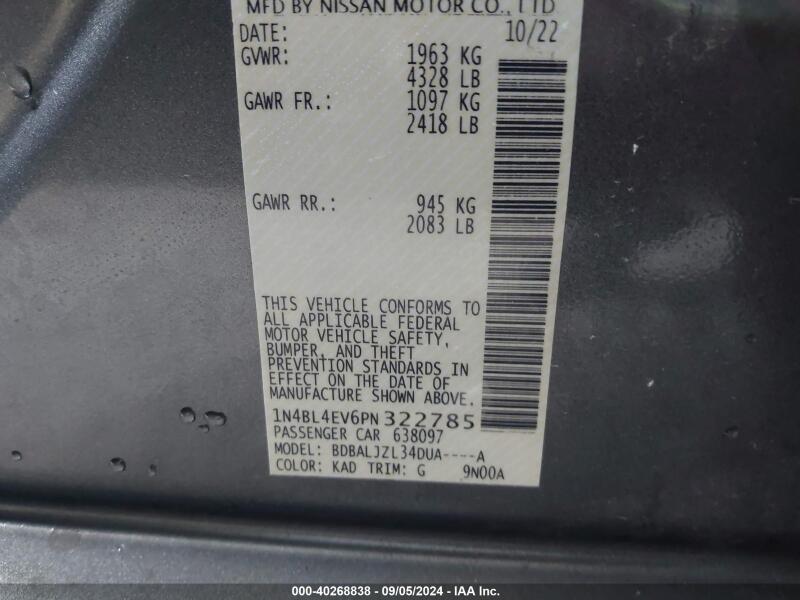 MFD BY NISSAN MOTOR CO., LTD
DATE: 10/22
GVWR: 1963 KG
4328 LB
GAWR FR.: 1097 KG
2418 LB
GAWR RR.: 945 KG
2083 LB
THIS VEHICLE CONFORMS TO
ALL APPLICABLE FEDERAL
MOTOR VEHICLE SAFETY,
BUMPER, AND THEFT
PREVENTION STANDARDS IN
EFFECT ON THE DATE OF
MANUFACTURE SHOWN ABOVE.
1N4BL4EV6PN322785
PASSENGER CAR 638097
MODEL: BDBALJZL34DUA----A
COLOR: KAD TRIM: G 9N00A
000-40268838 - 09/05/2024 - IAA Inc.